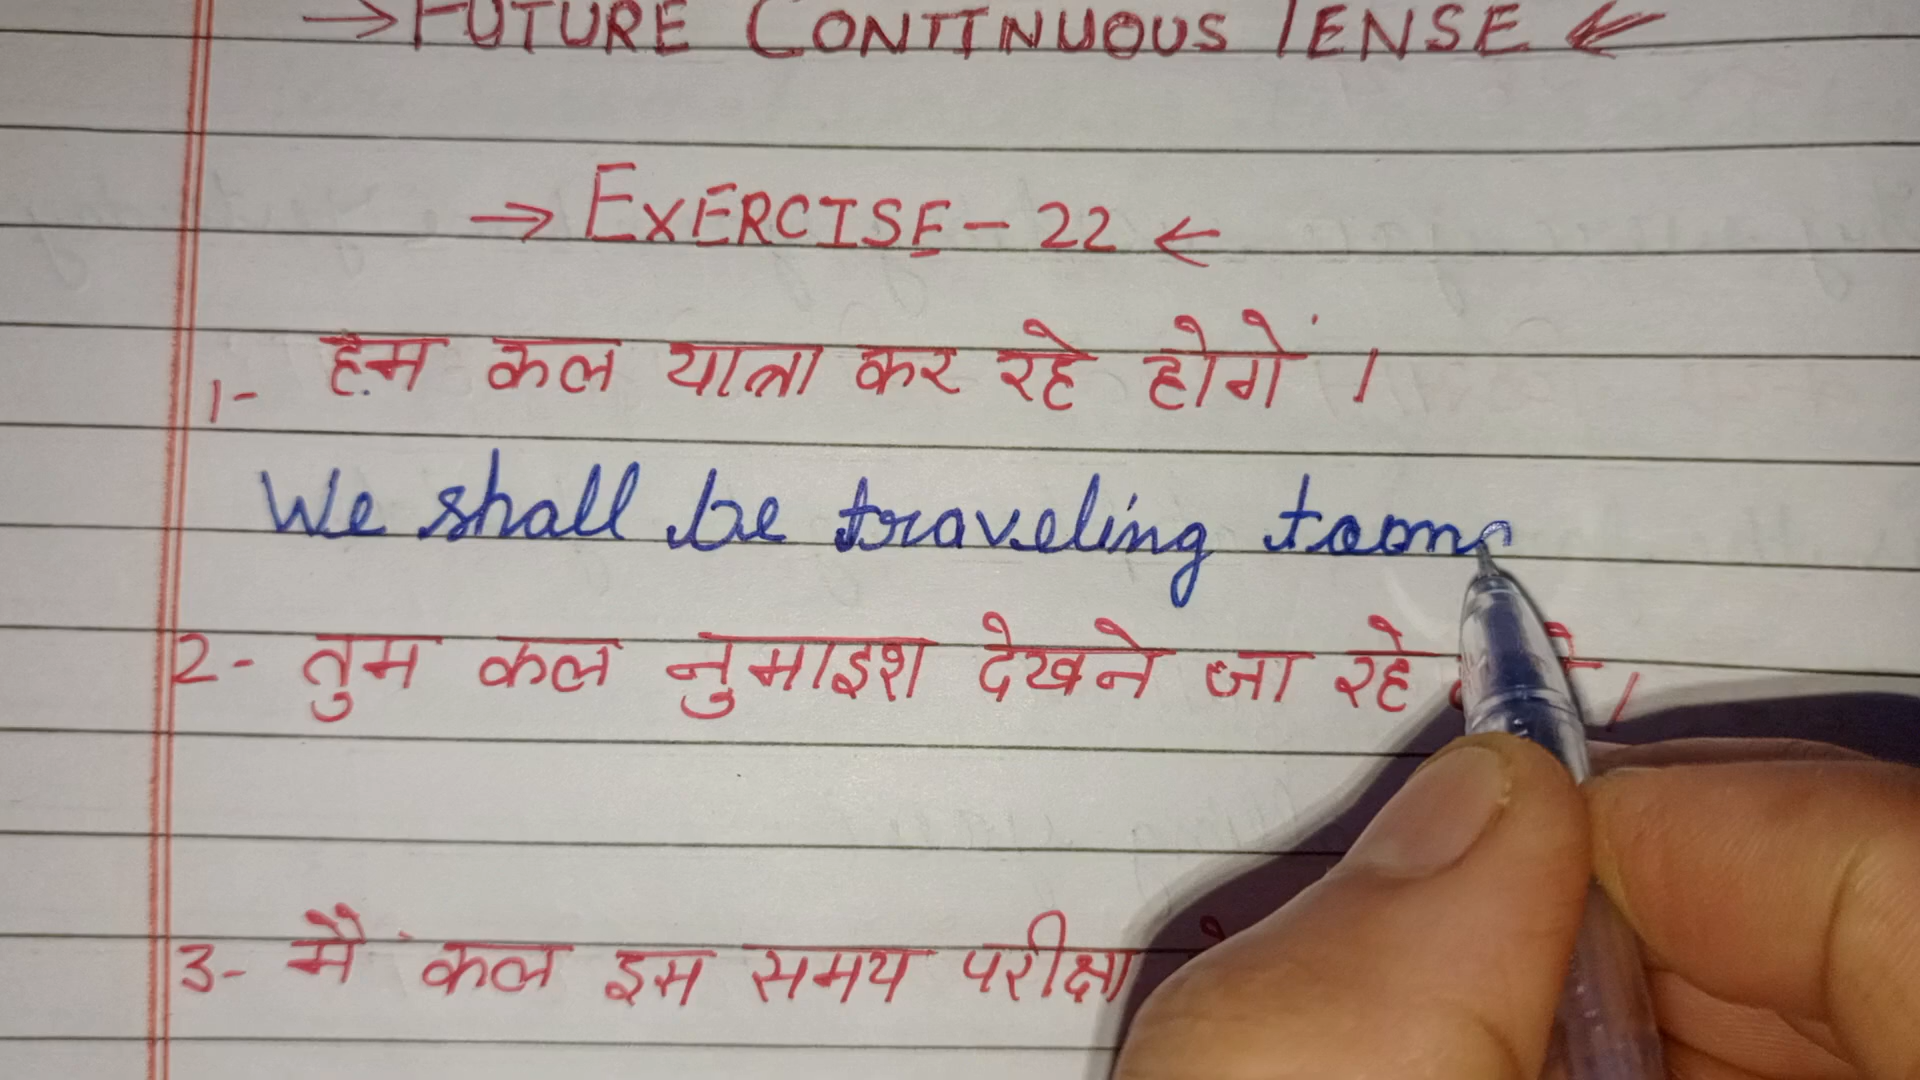 → FUTURE CONTINUOUS TENSE ←
→ EXERCISE - 22 ←
1- हम कल यात्रा कर रहे होगें ।
We shall be traveling toomo
2- तुम कल नुमाइश देखने जा रहे ।
3- मैं कल इस समय परीक्षा